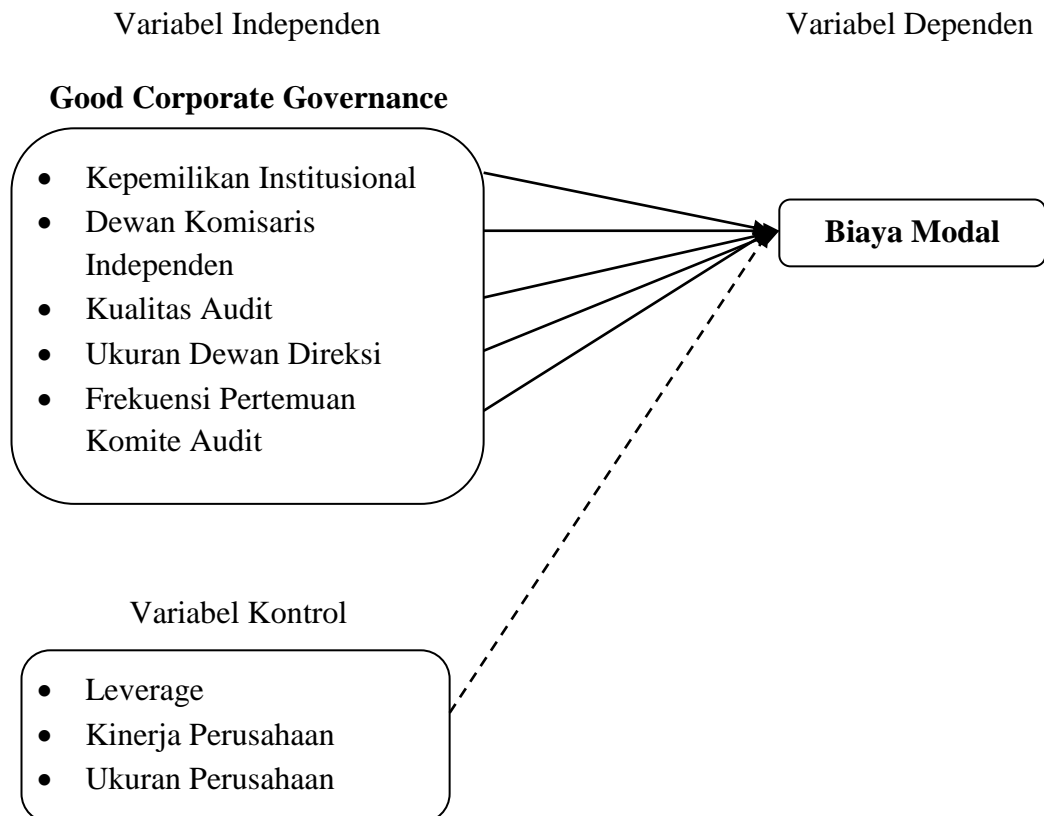 Variabel Independen
Variabel Dependen
Good Corporate Governance
• Kepemilikan Institusional
• Dewan Komisaris
Independen
• Kualitas Audit
• Ukuran Dewan Direksi
• Frekuensi Pertemuan
Komite Audit
Biaya Modal
Variabel Kontrol
• Leverage
• Kinerja Perusahaan
• Ukuran Perusahaan